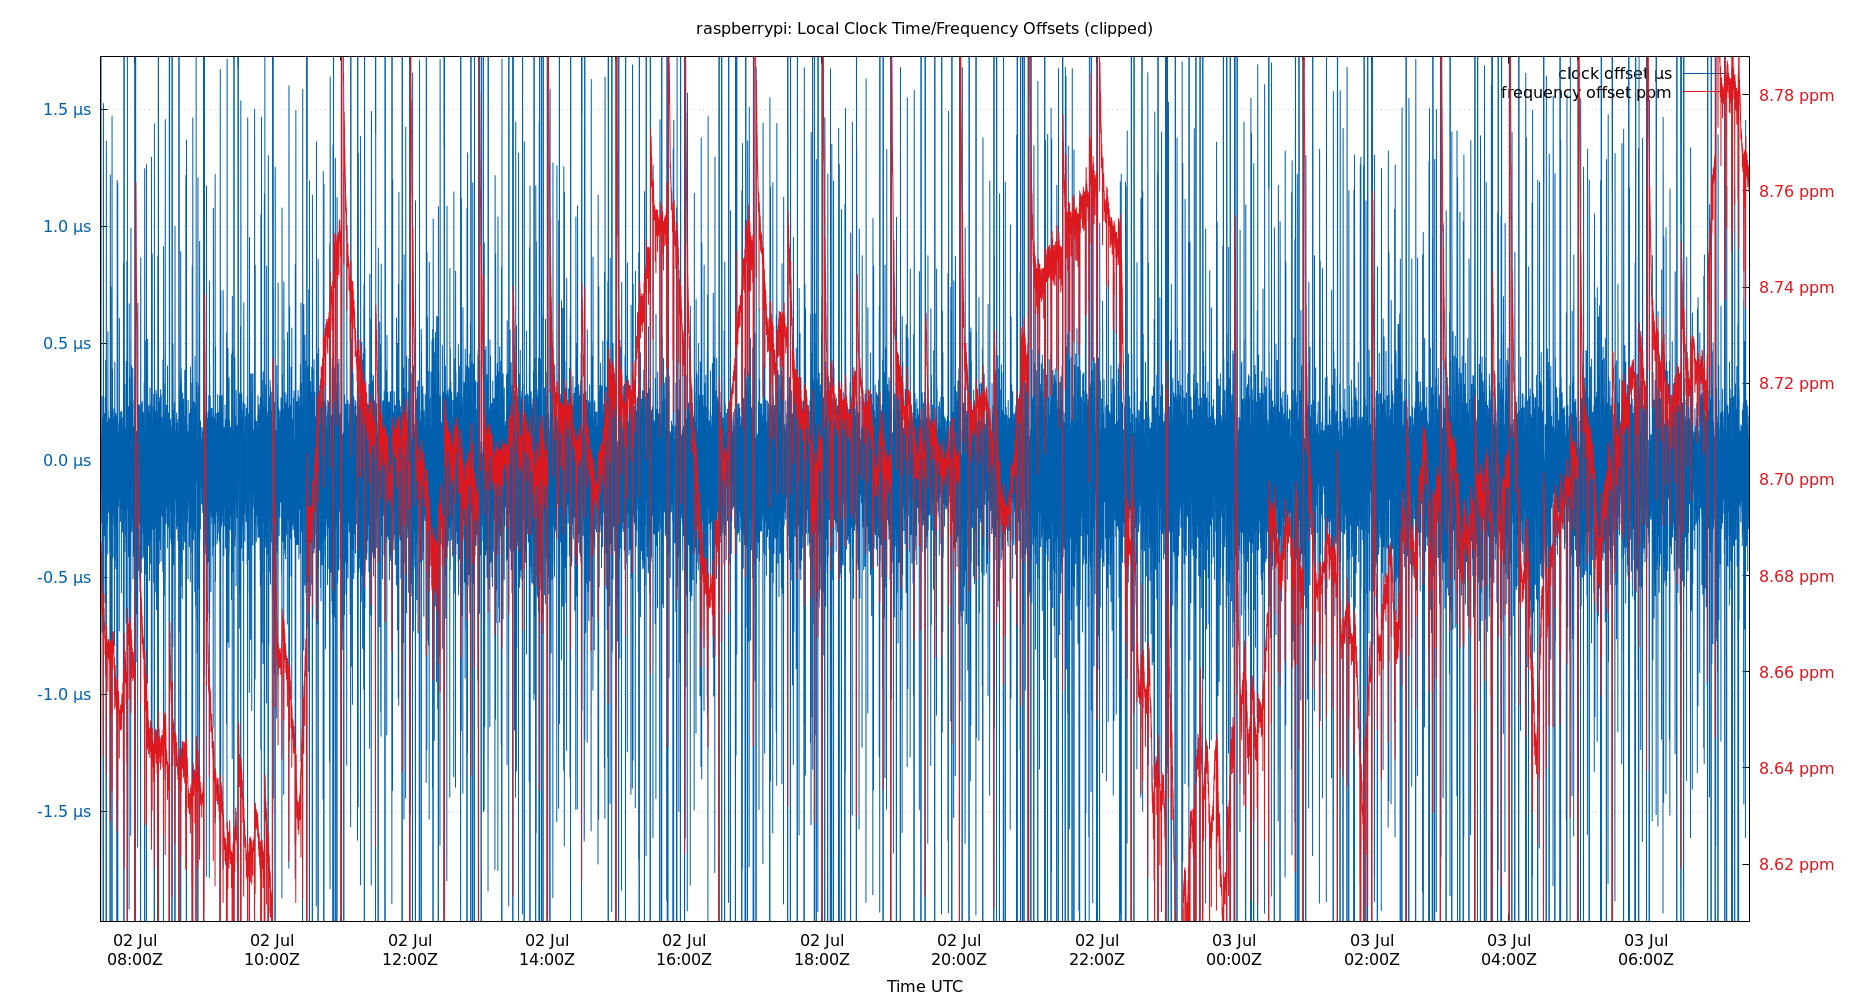 raspberrypi: Local Clock Time/Frequency Offsets (clipped)
clock offset µs
frequency offset ppm
1.5 µs
1.0 µs
0.5 µs
0.0 µs
-0.5 µs
-1.0 µs
-1.5 µs
8.78 ppm
8.76 ppm
8.74 ppm
8.72 ppm
8.70 ppm
8.68 ppm
8.66 ppm
8.64 ppm
8.62 ppm
02 Jul 02 Jul 02 Jul 02 Jul 02 Jul 02 Jul 02 Jul 02 Jul 03 Jul 03 Jul 03 Jul 03 Jul
08:00Z 10:00Z 12:00Z 14:00Z 16:00Z 18:00Z 20:00Z 22:00Z 00:00Z 02:00Z 04:00Z 06:00Z
Time UTC